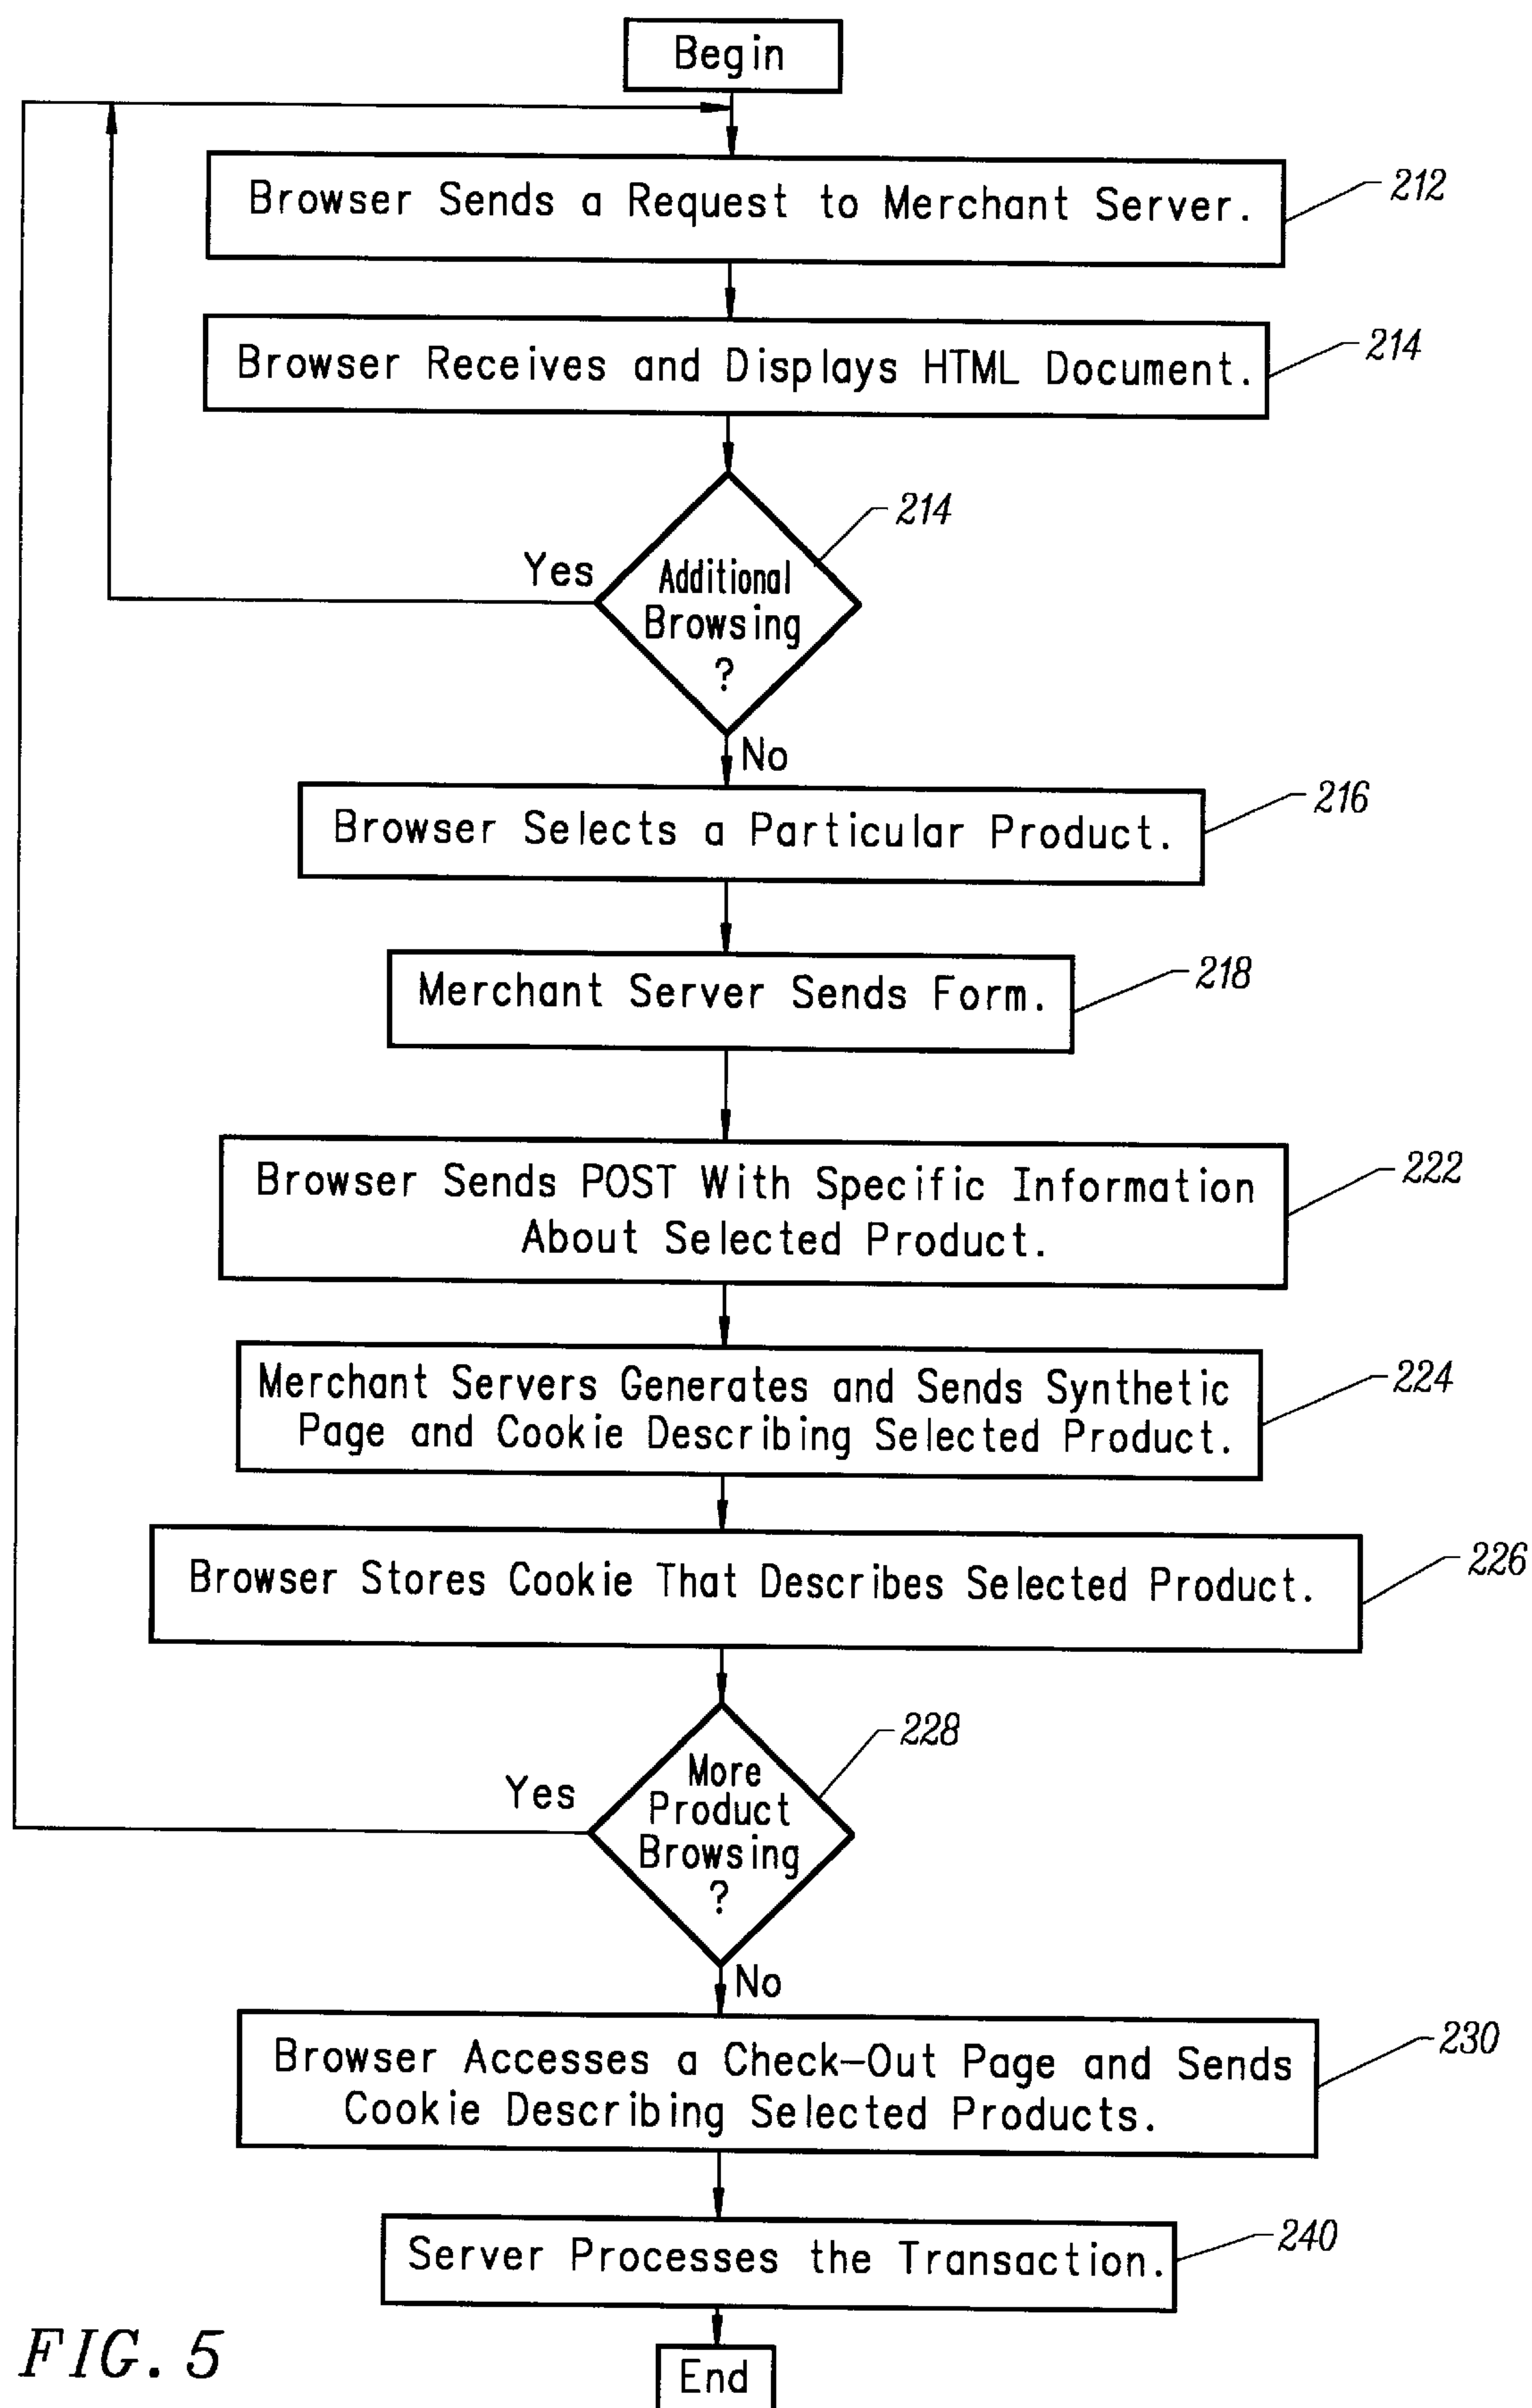 Begin
Browser Sends a Request to Merchant Server.
212
Browser Receives and Displays HTML Document.
214
214
Yes
Additional
Browsing
?
No
Browser Selects a Particular Product.
216
Merchant Server Sends Form.
218
Browser Sends POST With Specific Information
About Selected Product.
222
Merchant Servers Generates and Sends Synthetic
Page and Cookie Describing Selected Product.
224
Browser Stores Cookie That Describes Selected Product.
226
228
Yes
More
Product
Browsing
?
No
Browser Accesses a Check-Out Page and Sends
Cookie Describing Selected Products.
230
Server Processes the Transaction.
240
End
FIG. 5